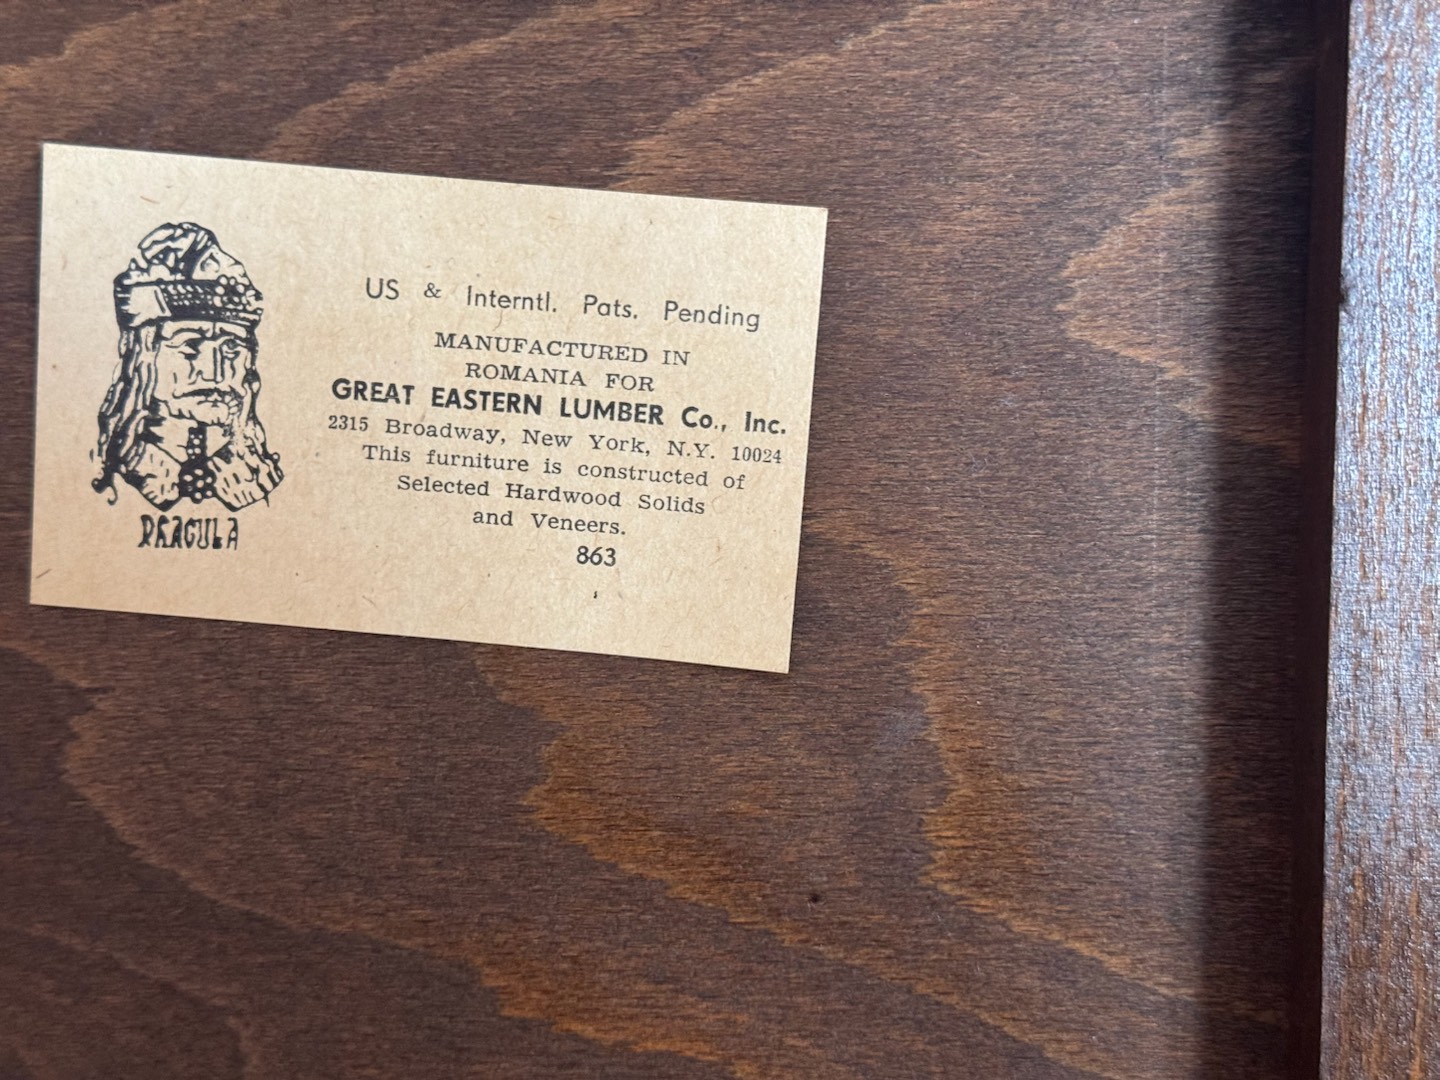 US & Interntl. Pats. Pending
MANUFACTURED IN
ROMANIA FOR
GREAT EASTERN LUMBER Co., Inc.
2315 Broadway, New York, N.Y. 10024
This furniture is constructed of
Selected Hardwood Solids
and Veneers.
863
DRACULA